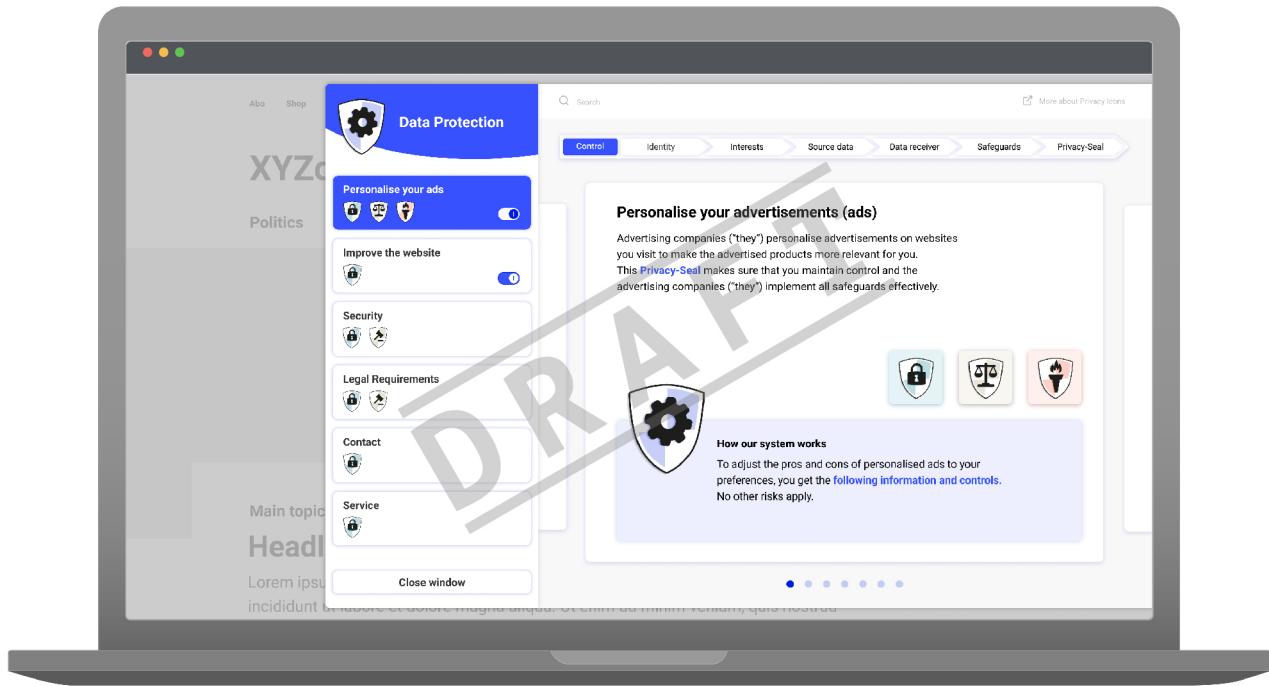 Abo
Shop
XYZ
Politics
Main topic
Headl
Lorem ipsu
incididunt ut labore et dolore magna aliqua. Ut enim ad minim veniam, quis nostrud
Data Protection
Personalise your ads
Improve the website
Security
Legal Requirements
Contact
Service
Close window
Search
More about Privacy Icons
Control
Identity
Interests
Source data
Data receiver
Safeguards
Privacy-Seal
Personalise your advertisements (ads)
Advertising companies (“they”) personalise advertisements on websites
you visit to make the advertised products more relevant for you.
This Privacy-Seal makes sure that you maintain control and the
advertising companies (“they”) implement all safeguards effectively.
How our system works
To adjust the pros and cons of personalised ads to your
preferences, you get the following information and controls.
No other risks apply.
DRAFT